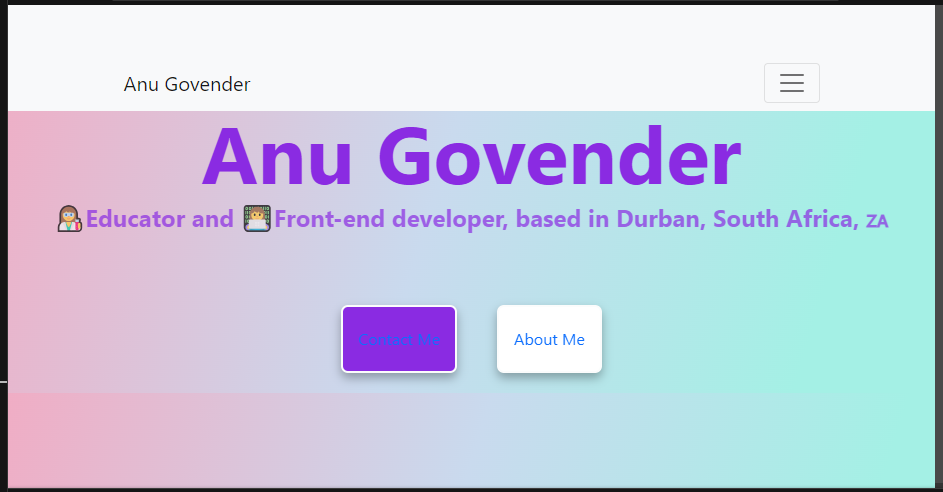 Anu Govender
Anu Govender
👩‍🔬Educator and 👨‍💻Front-end developer, based in Durban, South Africa, ZA
Contact Me
About Me